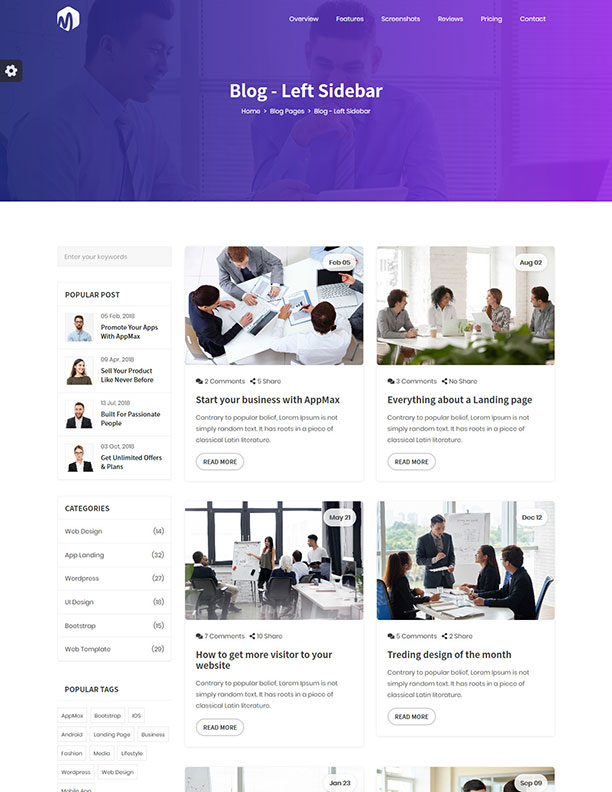 Overview Features Screenshots Reviews Pricing Contact
Blog - Left Sidebar
Home > Blog Pages > Blog - Left Sidebar
Enter your keywords
POPULAR POST
05 Feb, 2018
Promote Your Apps
With AppMax
09 Apr, 2018
Sell Your Product
Like Never Before
13 Jul, 2018
Built For Passionate
People
03 Oct, 2018
Get Unlimited Offers
& Plans
CATEGORIES
Web Design (14)
App Landing (32)
Wordpress (27)
UI Design (18)
Bootstrap (15)
Web Template (29)
POPULAR TAGS
AppMax Bootstrap iOS
Android Landing Page Business
Fashion Media Lifestyle
Wordpress Web Design
Mobile App
Feb 05
2 Comments 5 Share
Start your business with AppMax
Contrary to popular belief, Lorem Ipsum is not
simply random text. It has roots in a piece of
classical Latin literature.
READ MORE
Aug 02
3 Comments No Share
Everything about a Landing page
Contrary to popular belief, Lorem Ipsum is not
simply random text. It has roots in a piece of
classical Latin literature.
READ MORE
May 21
7 Comments 10 Share
How to get more visitor to your
website
Contrary to popular belief, Lorem Ipsum is not
simply random text. It has roots in a piece of
classical Latin literature.
READ MORE
Dec 12
5 Comments 2 Share
Treding design of the month
Contrary to popular belief, Lorem Ipsum is not
simply random text. It has roots in a piece of
classical Latin literature.
READ MORE
Jan 23
Sep 09